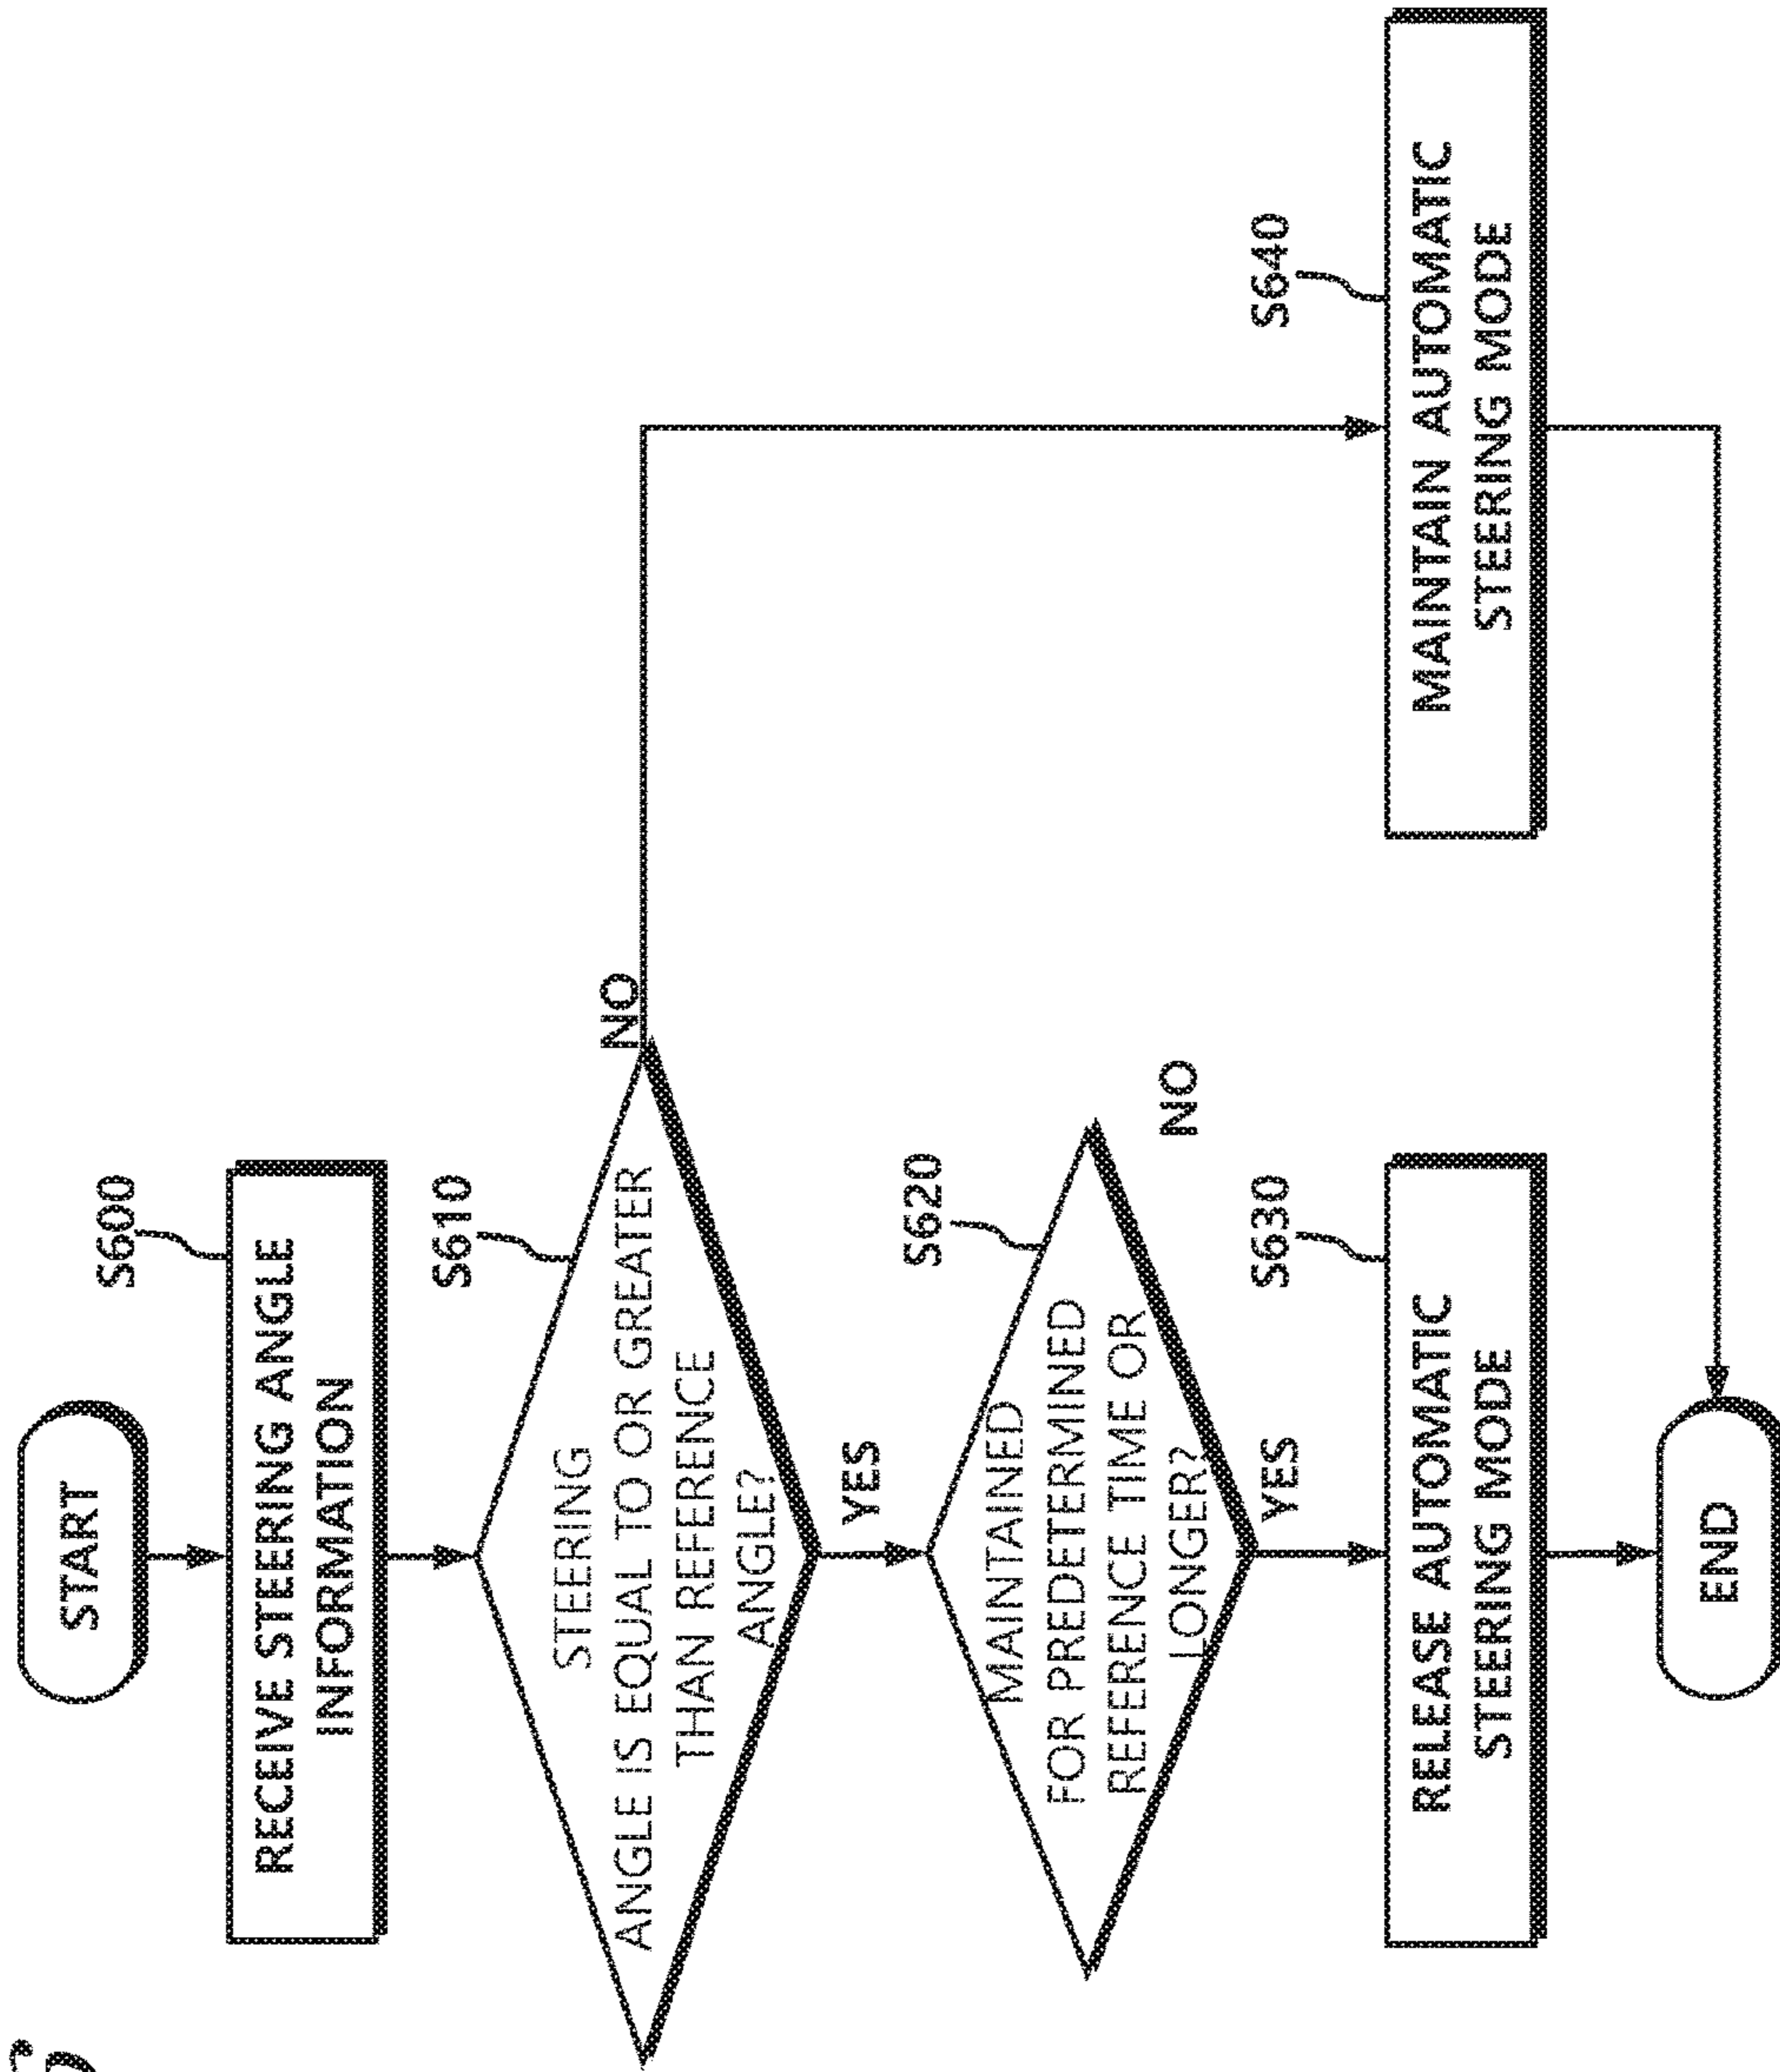 START
S600
RECEIVE STEERING ANGLE
INFORMATION
S610
STEERING
ANGLE IS EQUAL TO OR GREATER
THAN REFERENCE
ANGLE?
NO
YES
S620
MAINTAINED
FOR PREDETERMINED
REFERENCE TIME OR
LONGER?
NO
YES
S630
RELEASE AUTOMATIC
STEERING MODE
S640
MAINTAIN AUTOMATIC
STEERING MODE
END